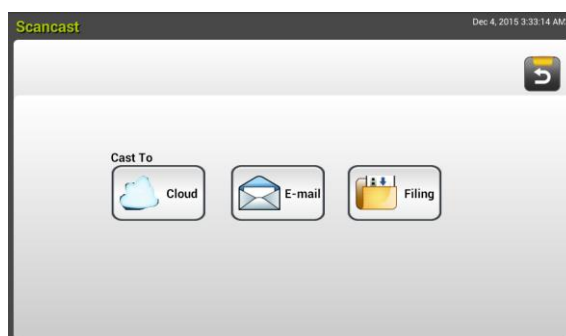 Scancast
Dec 4, 2015 3:33:14 AM
Cast To
Cloud
E-mail
Filing